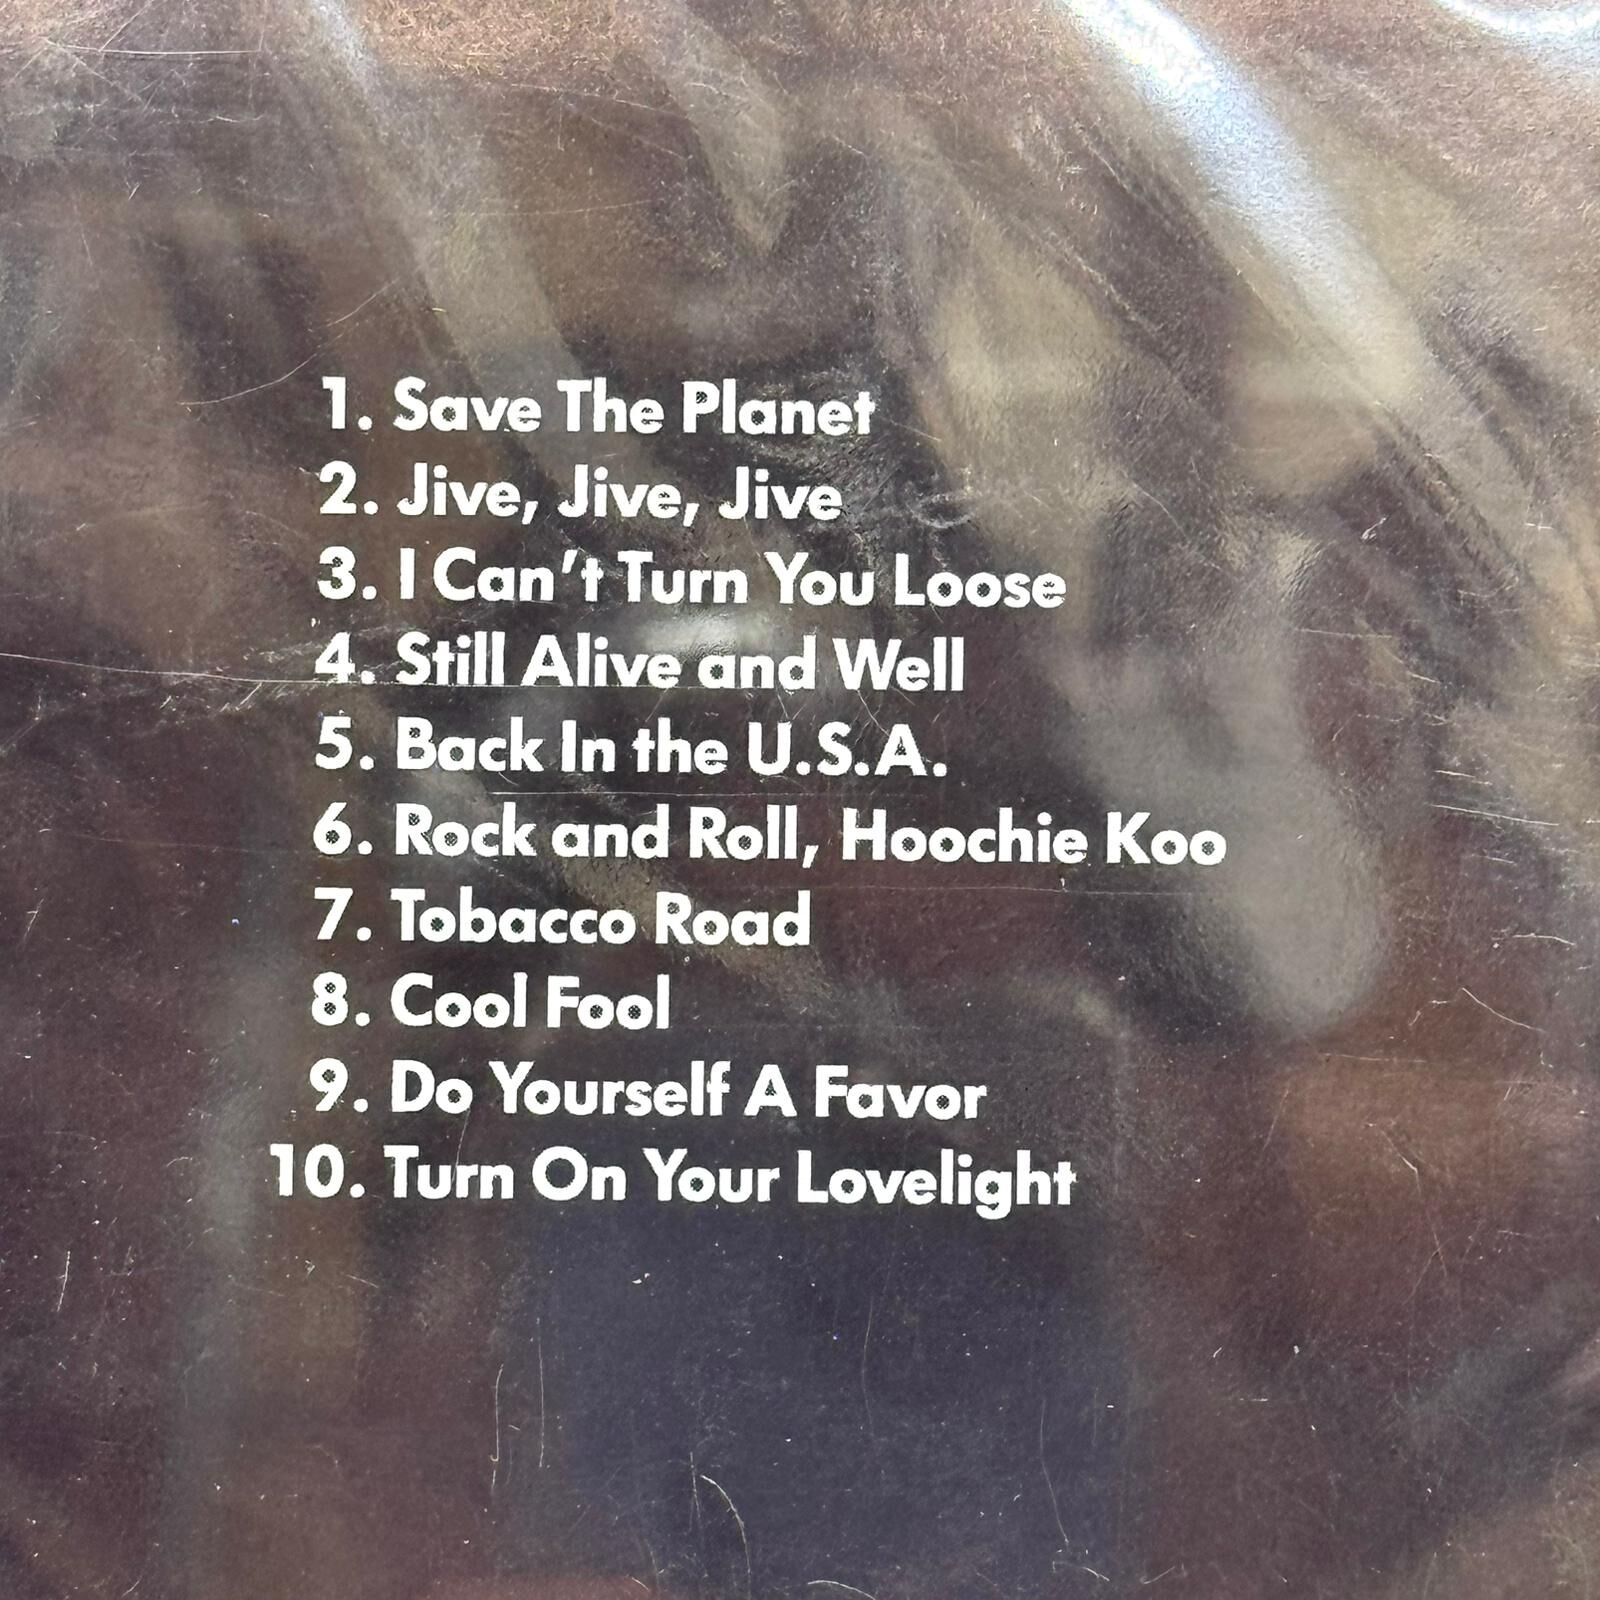 1. Save The Planet
2. Jive, Jive, Jive
3. I Can't Turn You Loose
4. Still Alive and Well
5. Back In the U.S.A.
6. Rock and Roll, Hoochie Koo
7. Tobacco Road
8. Cool Fool
9. Do Yourself A Favor
10. Turn On Your Lovelight